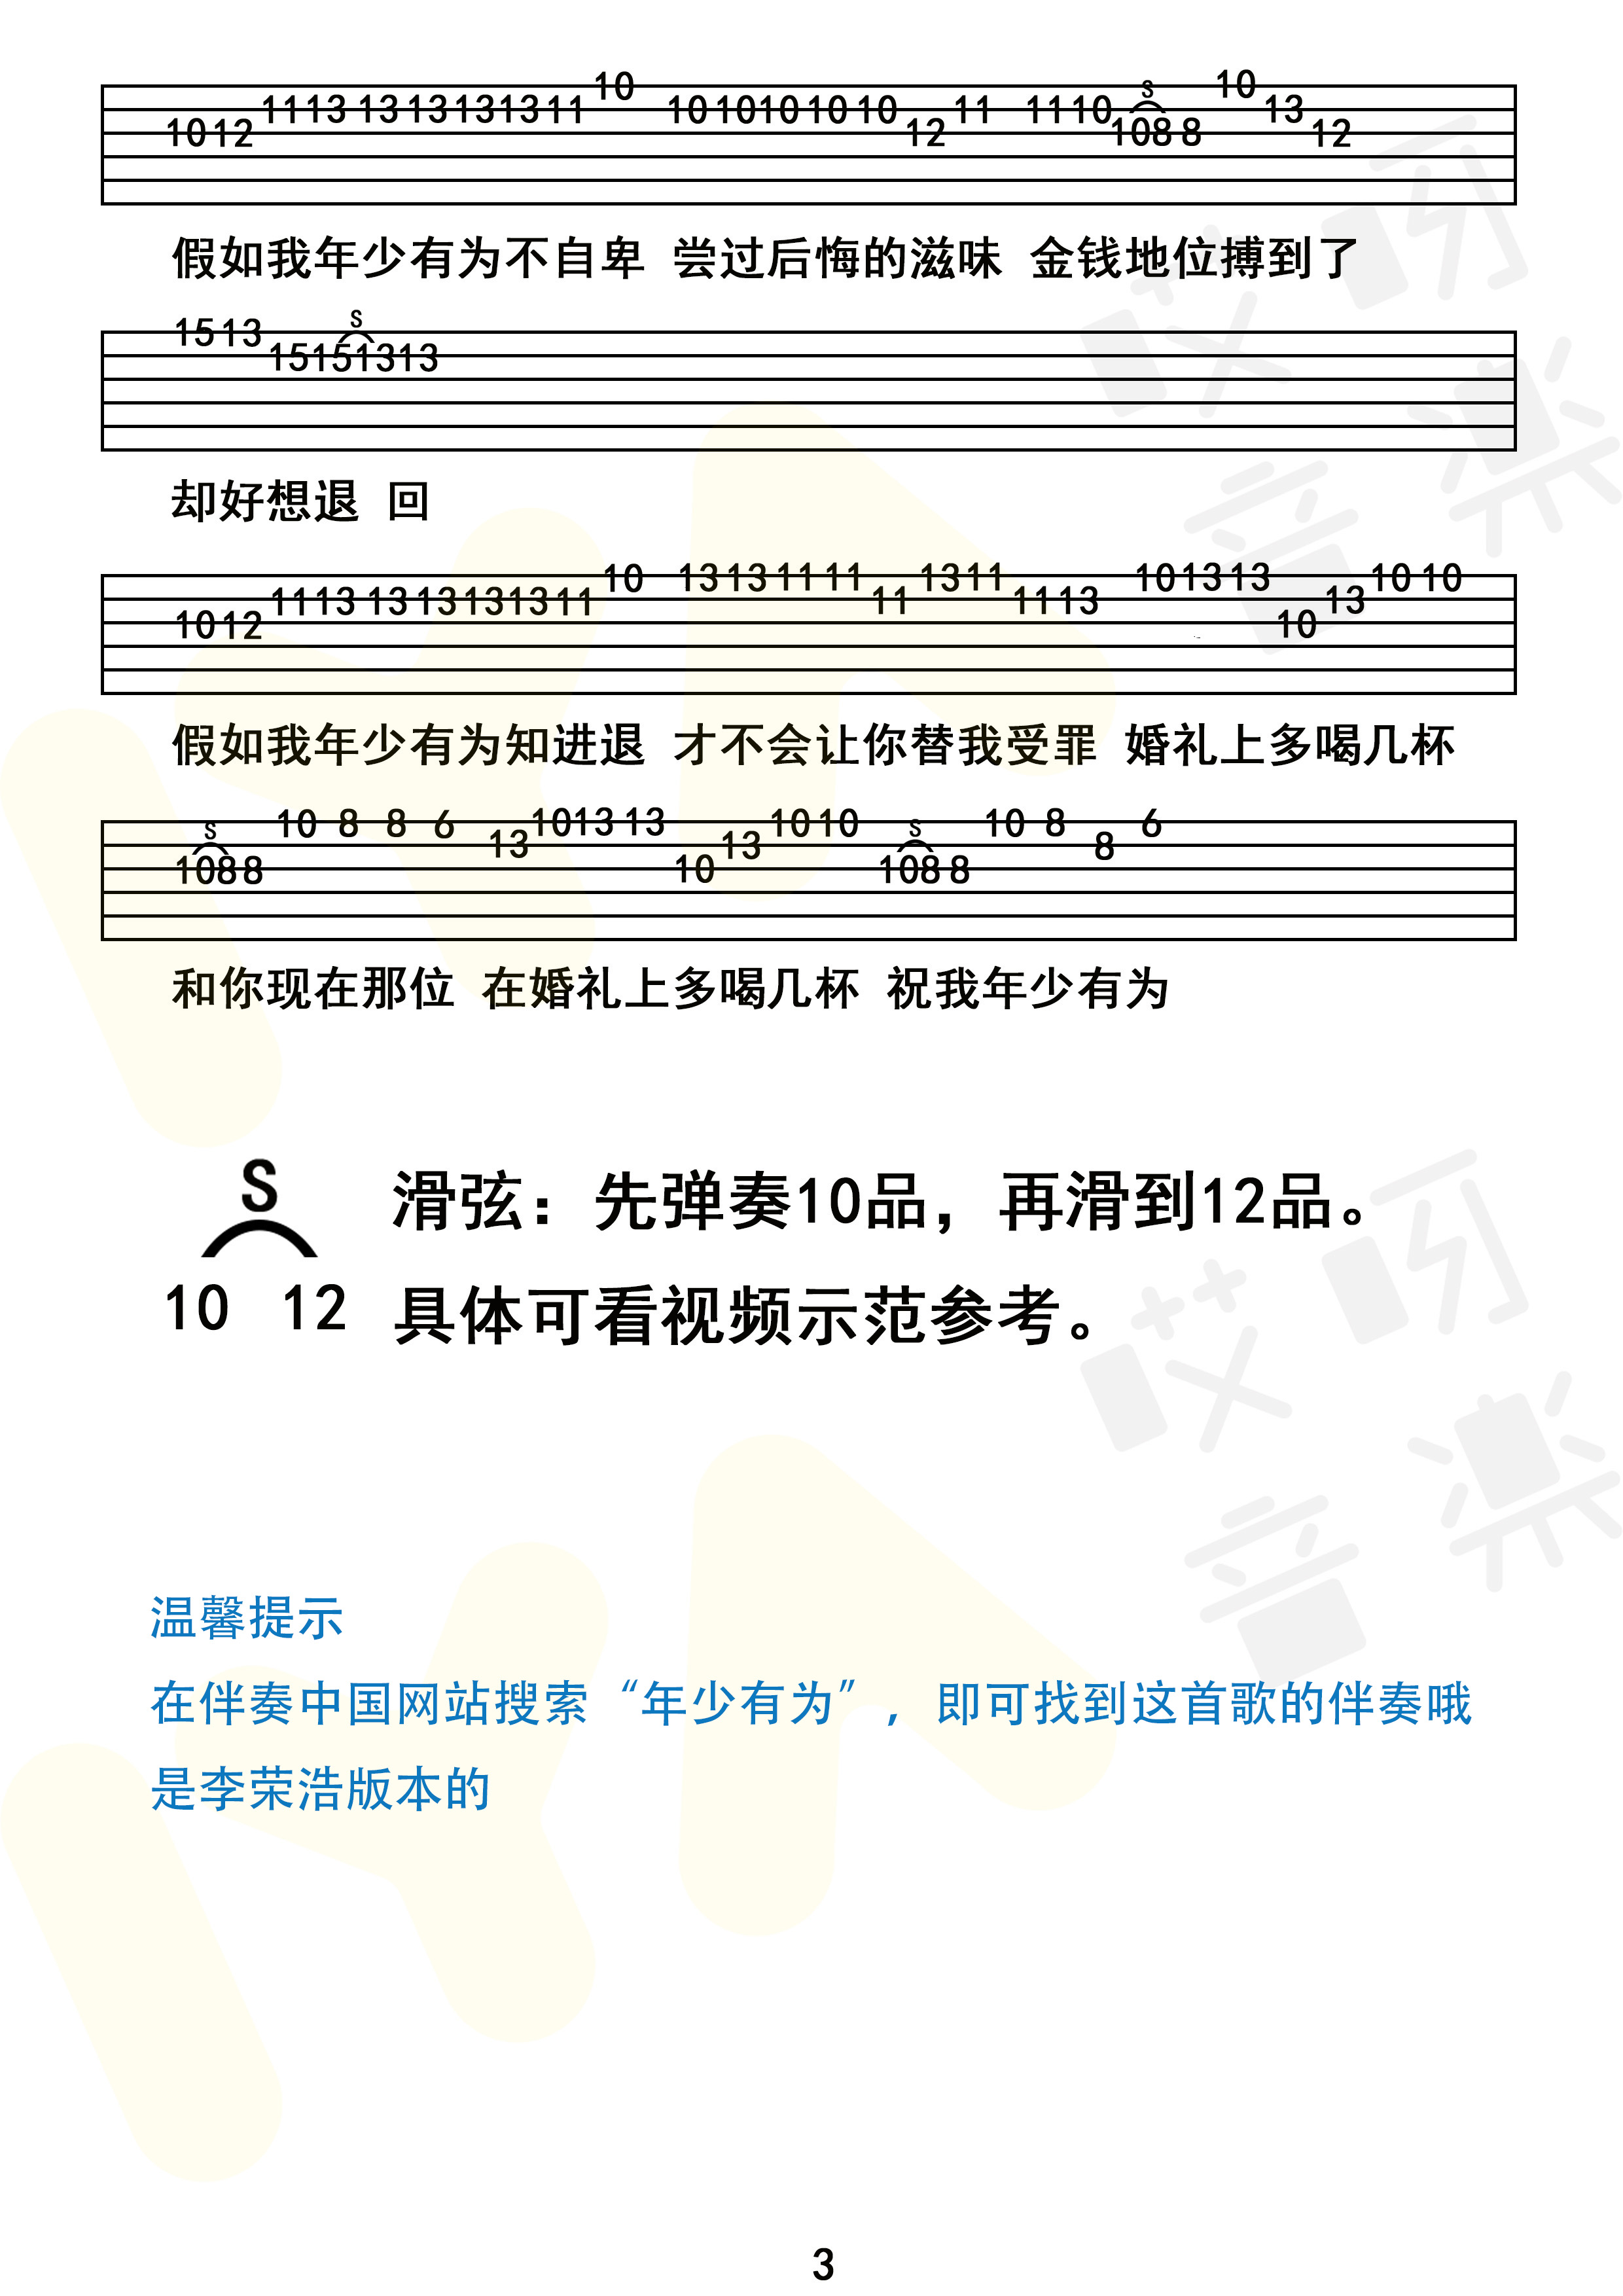 10 12 11 13 13 13 13 13 11 10 10 10 10 10 10 12 11 11 10 S 10 8 8 10 13 12
假如我年少有为不自卑 尝过后悔的滋味 金钱地位搏到了
15 13 15 15 S 13 13
却好想退 回
10 12 11 13 13 13 13 13 11 10 13 13 11 11 11 13 11 11 13 10 13 13 10 13 10 10
假如我年少有为知进退 才不会让你替我受罪 婚礼上多喝几杯
S 10 8 8 10 8 8 6 13 10 13 13 10 13 10 10 S 10 8 8 10 8 8 6
和你现在那位 在婚礼上多喝几杯 祝我年少有为
S 滑弦：先弹奏10品，再滑到12品。
10 12 具体可看视频示范参考。
温馨提示
在伴奏中国网站搜索“年少有为”，即可找到这首歌的伴奏哦
是李荣浩版本的
3